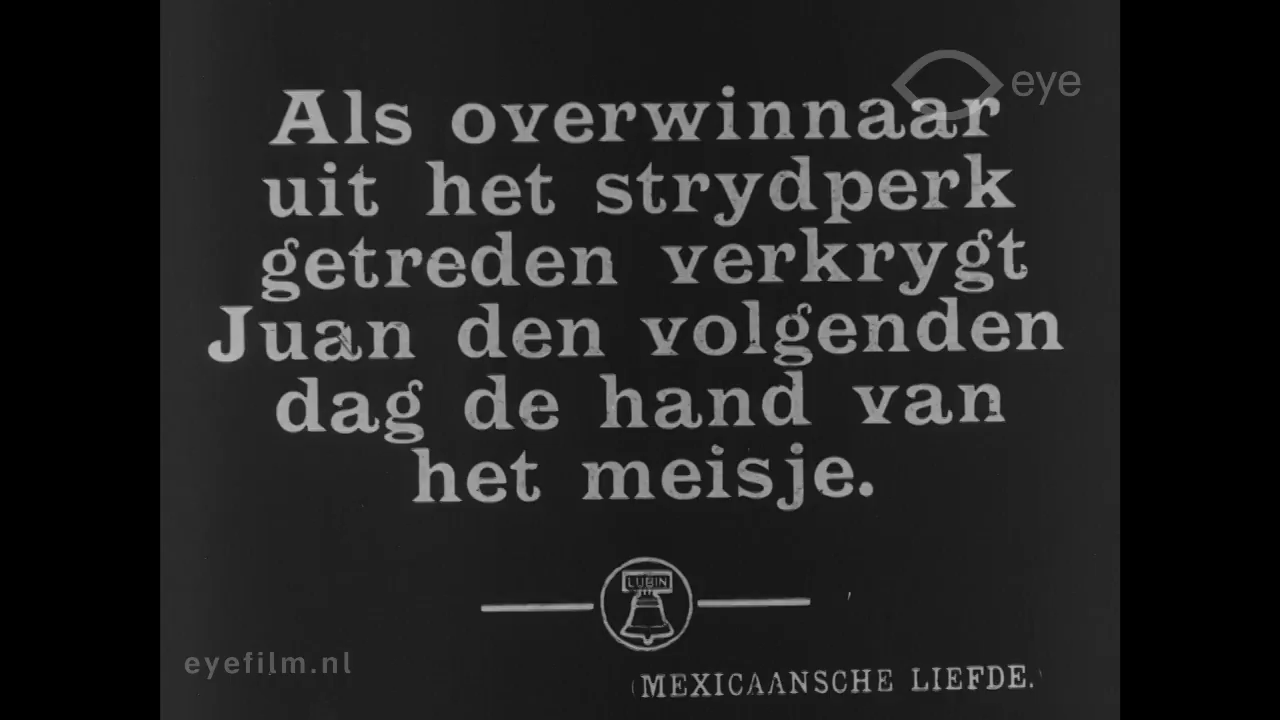 eye
Als overwinnaar
uit het strydperk
getreden verkrygt
Juan den volgenden
dag de hand van
het meisje.
LUBIN
eyefilm.nl
(MEXICAANSCHE LIEFDE.)